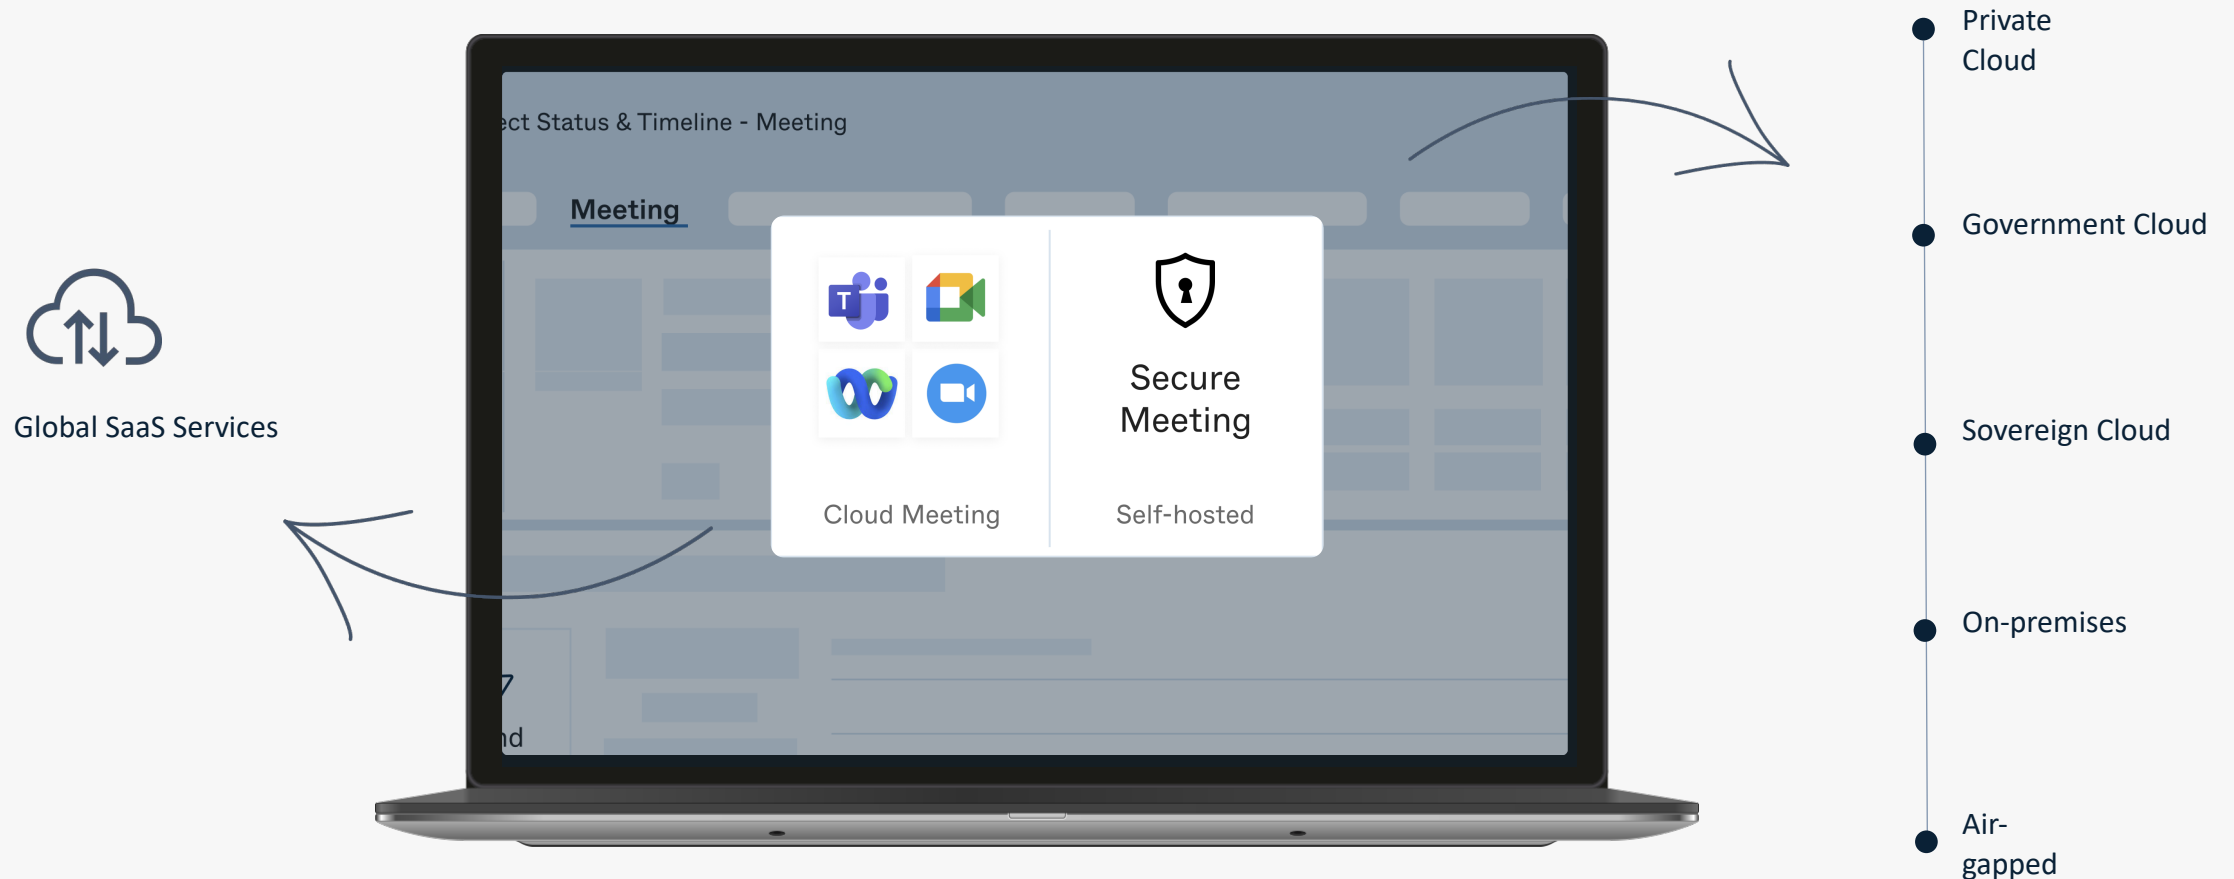 Global SaaS Services
ect Status & Timeline - Meeting
Meeting
T
Cloud Meeting
Secure
Meeting
Self-hosted
7
nd
Private
Cloud
Government Cloud
Sovereign Cloud
On-premises
Air-
gapped